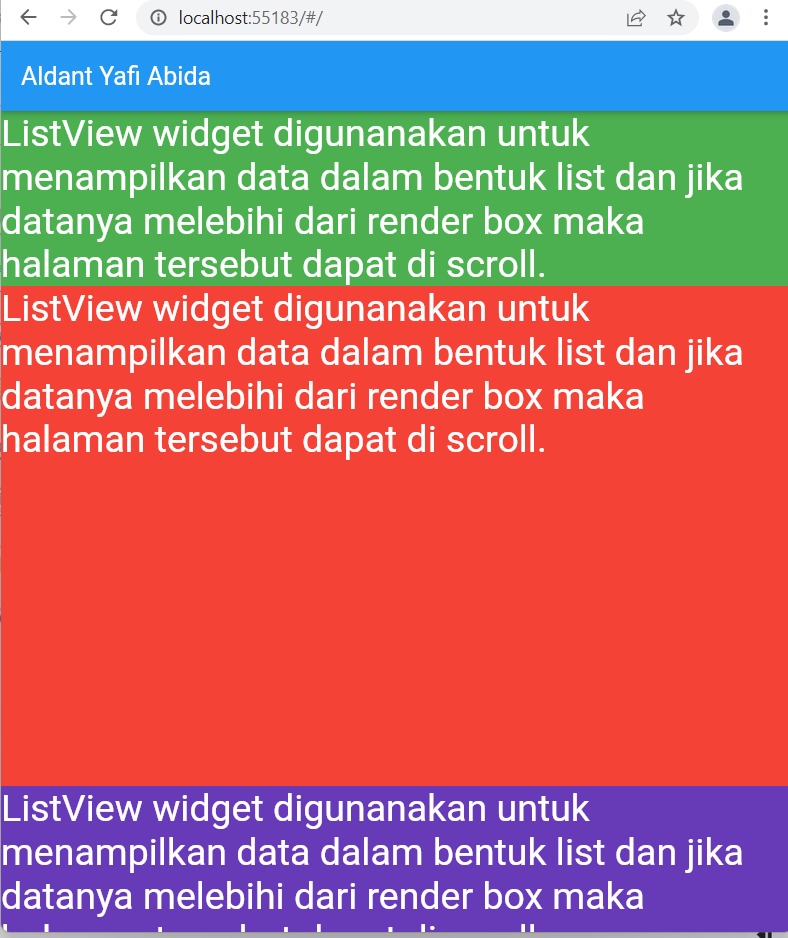 localhost:55183/#/
Aldant Yafi Abida
ListView widget digunanakan untuk
menampilkan data dalam bentuk list dan jika
datanya melebihi dari render box maka
halaman tersebut dapat di scroll.
ListView widget digunanakan untuk
menampilkan data dalam bentuk list dan jika
datanya melebihi dari render box maka
halaman tersebut dapat di scroll.
ListView widget digunanakan untuk
menampilkan data dalam bentuk list dan jika
datanya melebihi dari render box maka